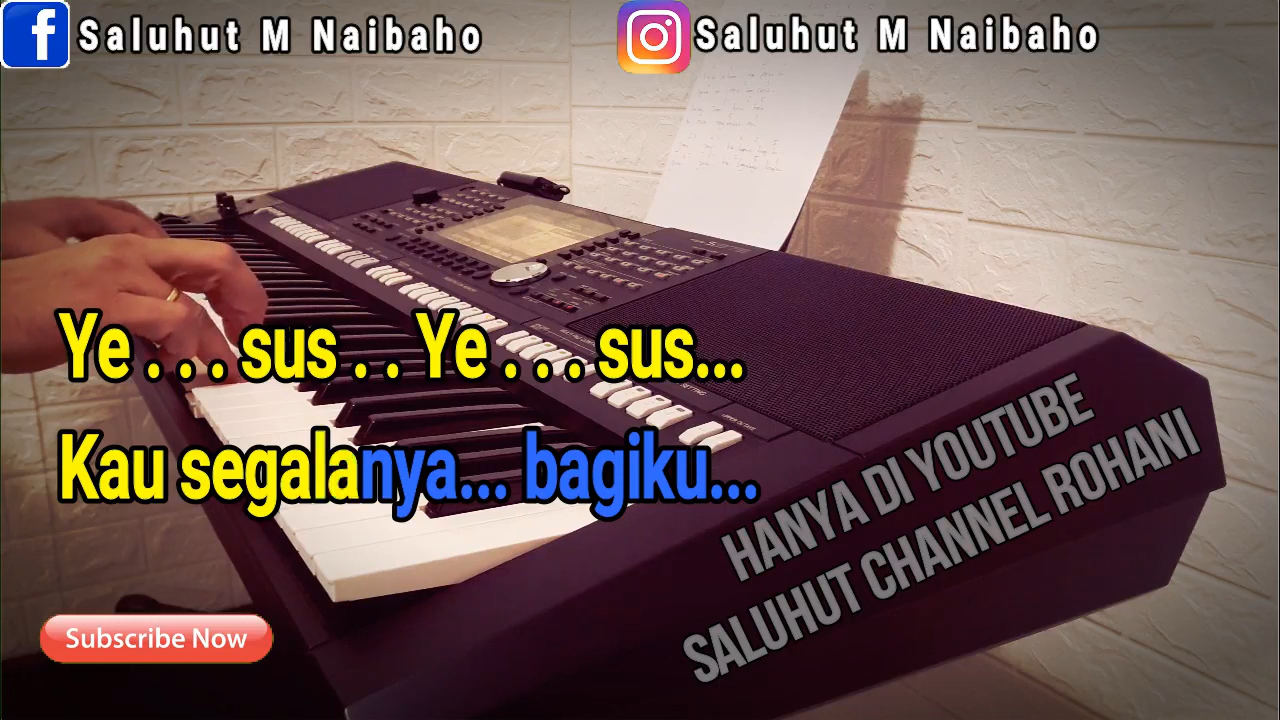 Saluhut M Naibaho
Saluhut M Naibaho
Ye . . . sus . . Ye . . . sus...
Kau segalanya... bagiku...
HANYA DI YOUTUBE
SALUHUT CHANNEL ROHANI
Subscribe Now